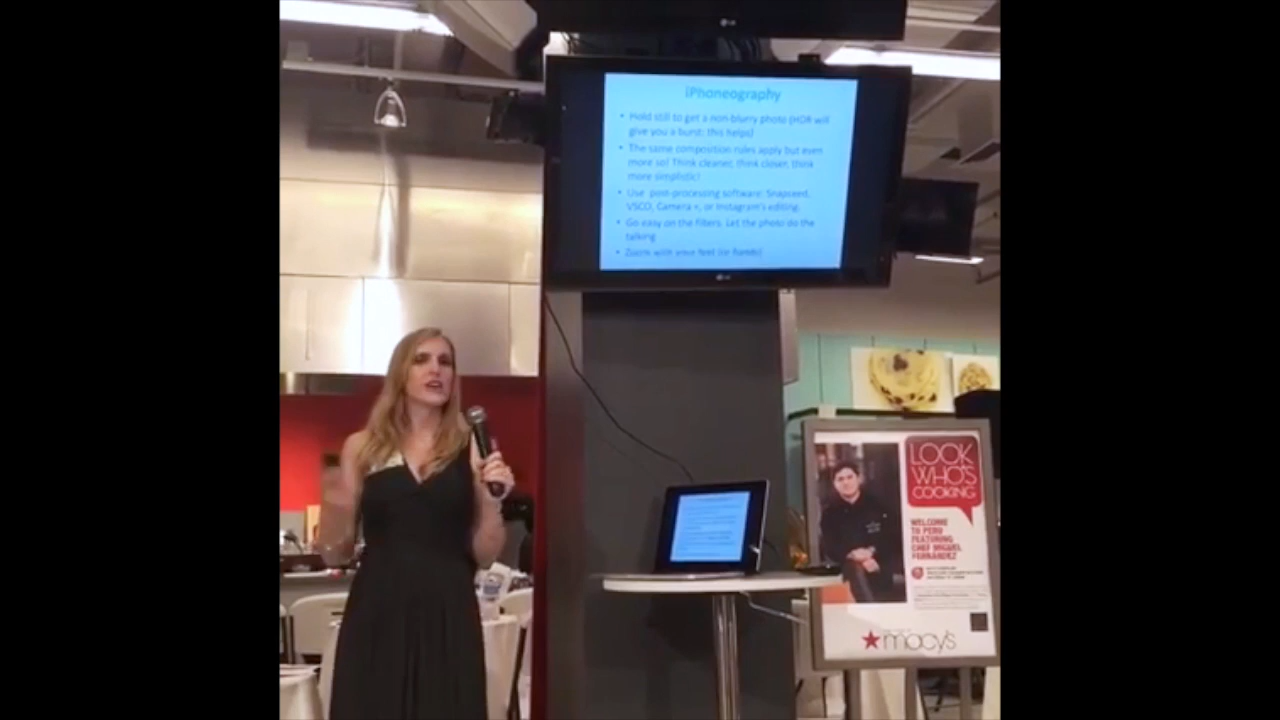 LG
iPhoneography
• Hold still to get a non-blurry photo (HDR will
give you a burst: this helps)
• The same composition rules apply but even
more so! Think cleaner, think closer, think
more simplistic!
• Use post-processing software: Snapseed,
VSCO, Camera +, or Instagram's editing.
• Go easy on the filters. Let the photo do the
talking
• Zoom with your feet (or hands)
LG
LOOK
WHO'S
COOKING
WELCOME
TO PERU
FEATURING
CHEF MIGUEL
FERNANDEZ
macy's